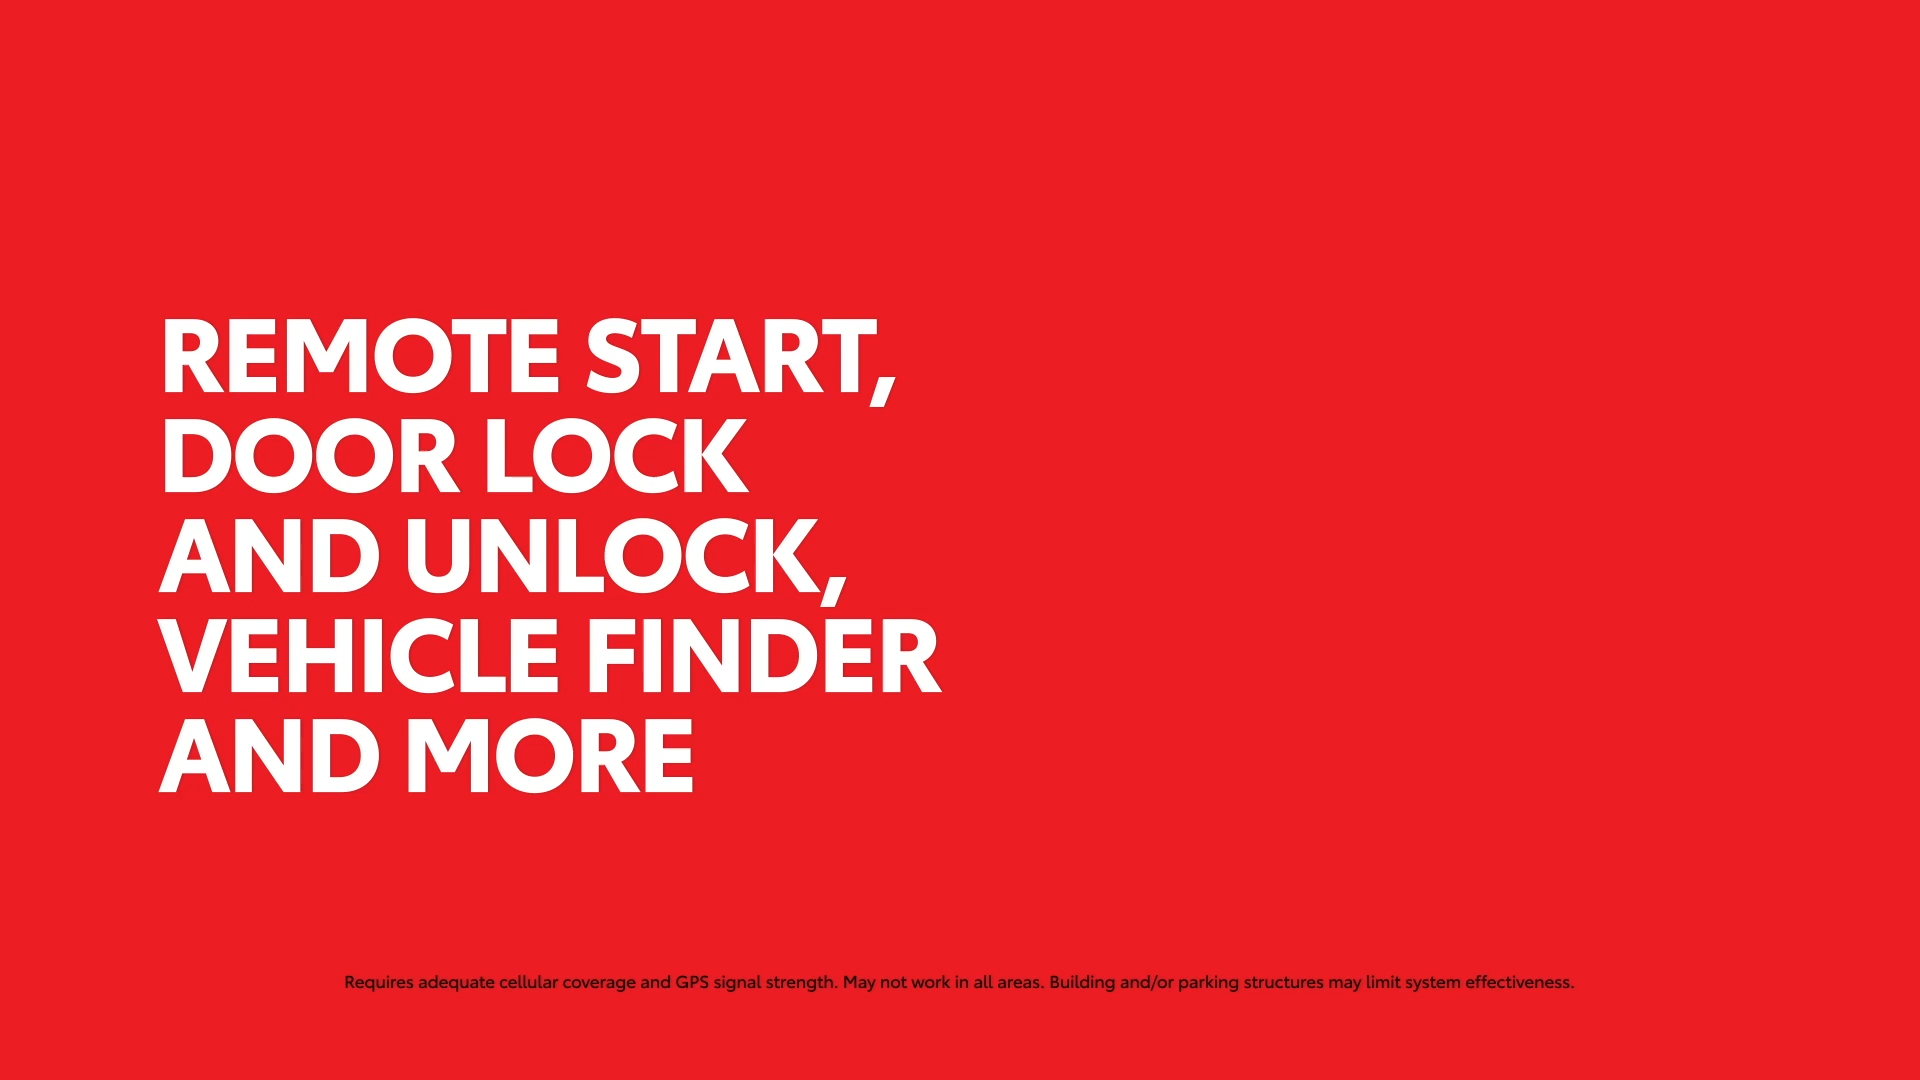 REMOTE START,
DOOR LOCK
AND UNLOCK,
VEHICLE FINDER
AND MORE
Requires adequate cellular coverage and GPS signal strength. May not work in all areas. Building and/or parking structures may limit system effectiveness.